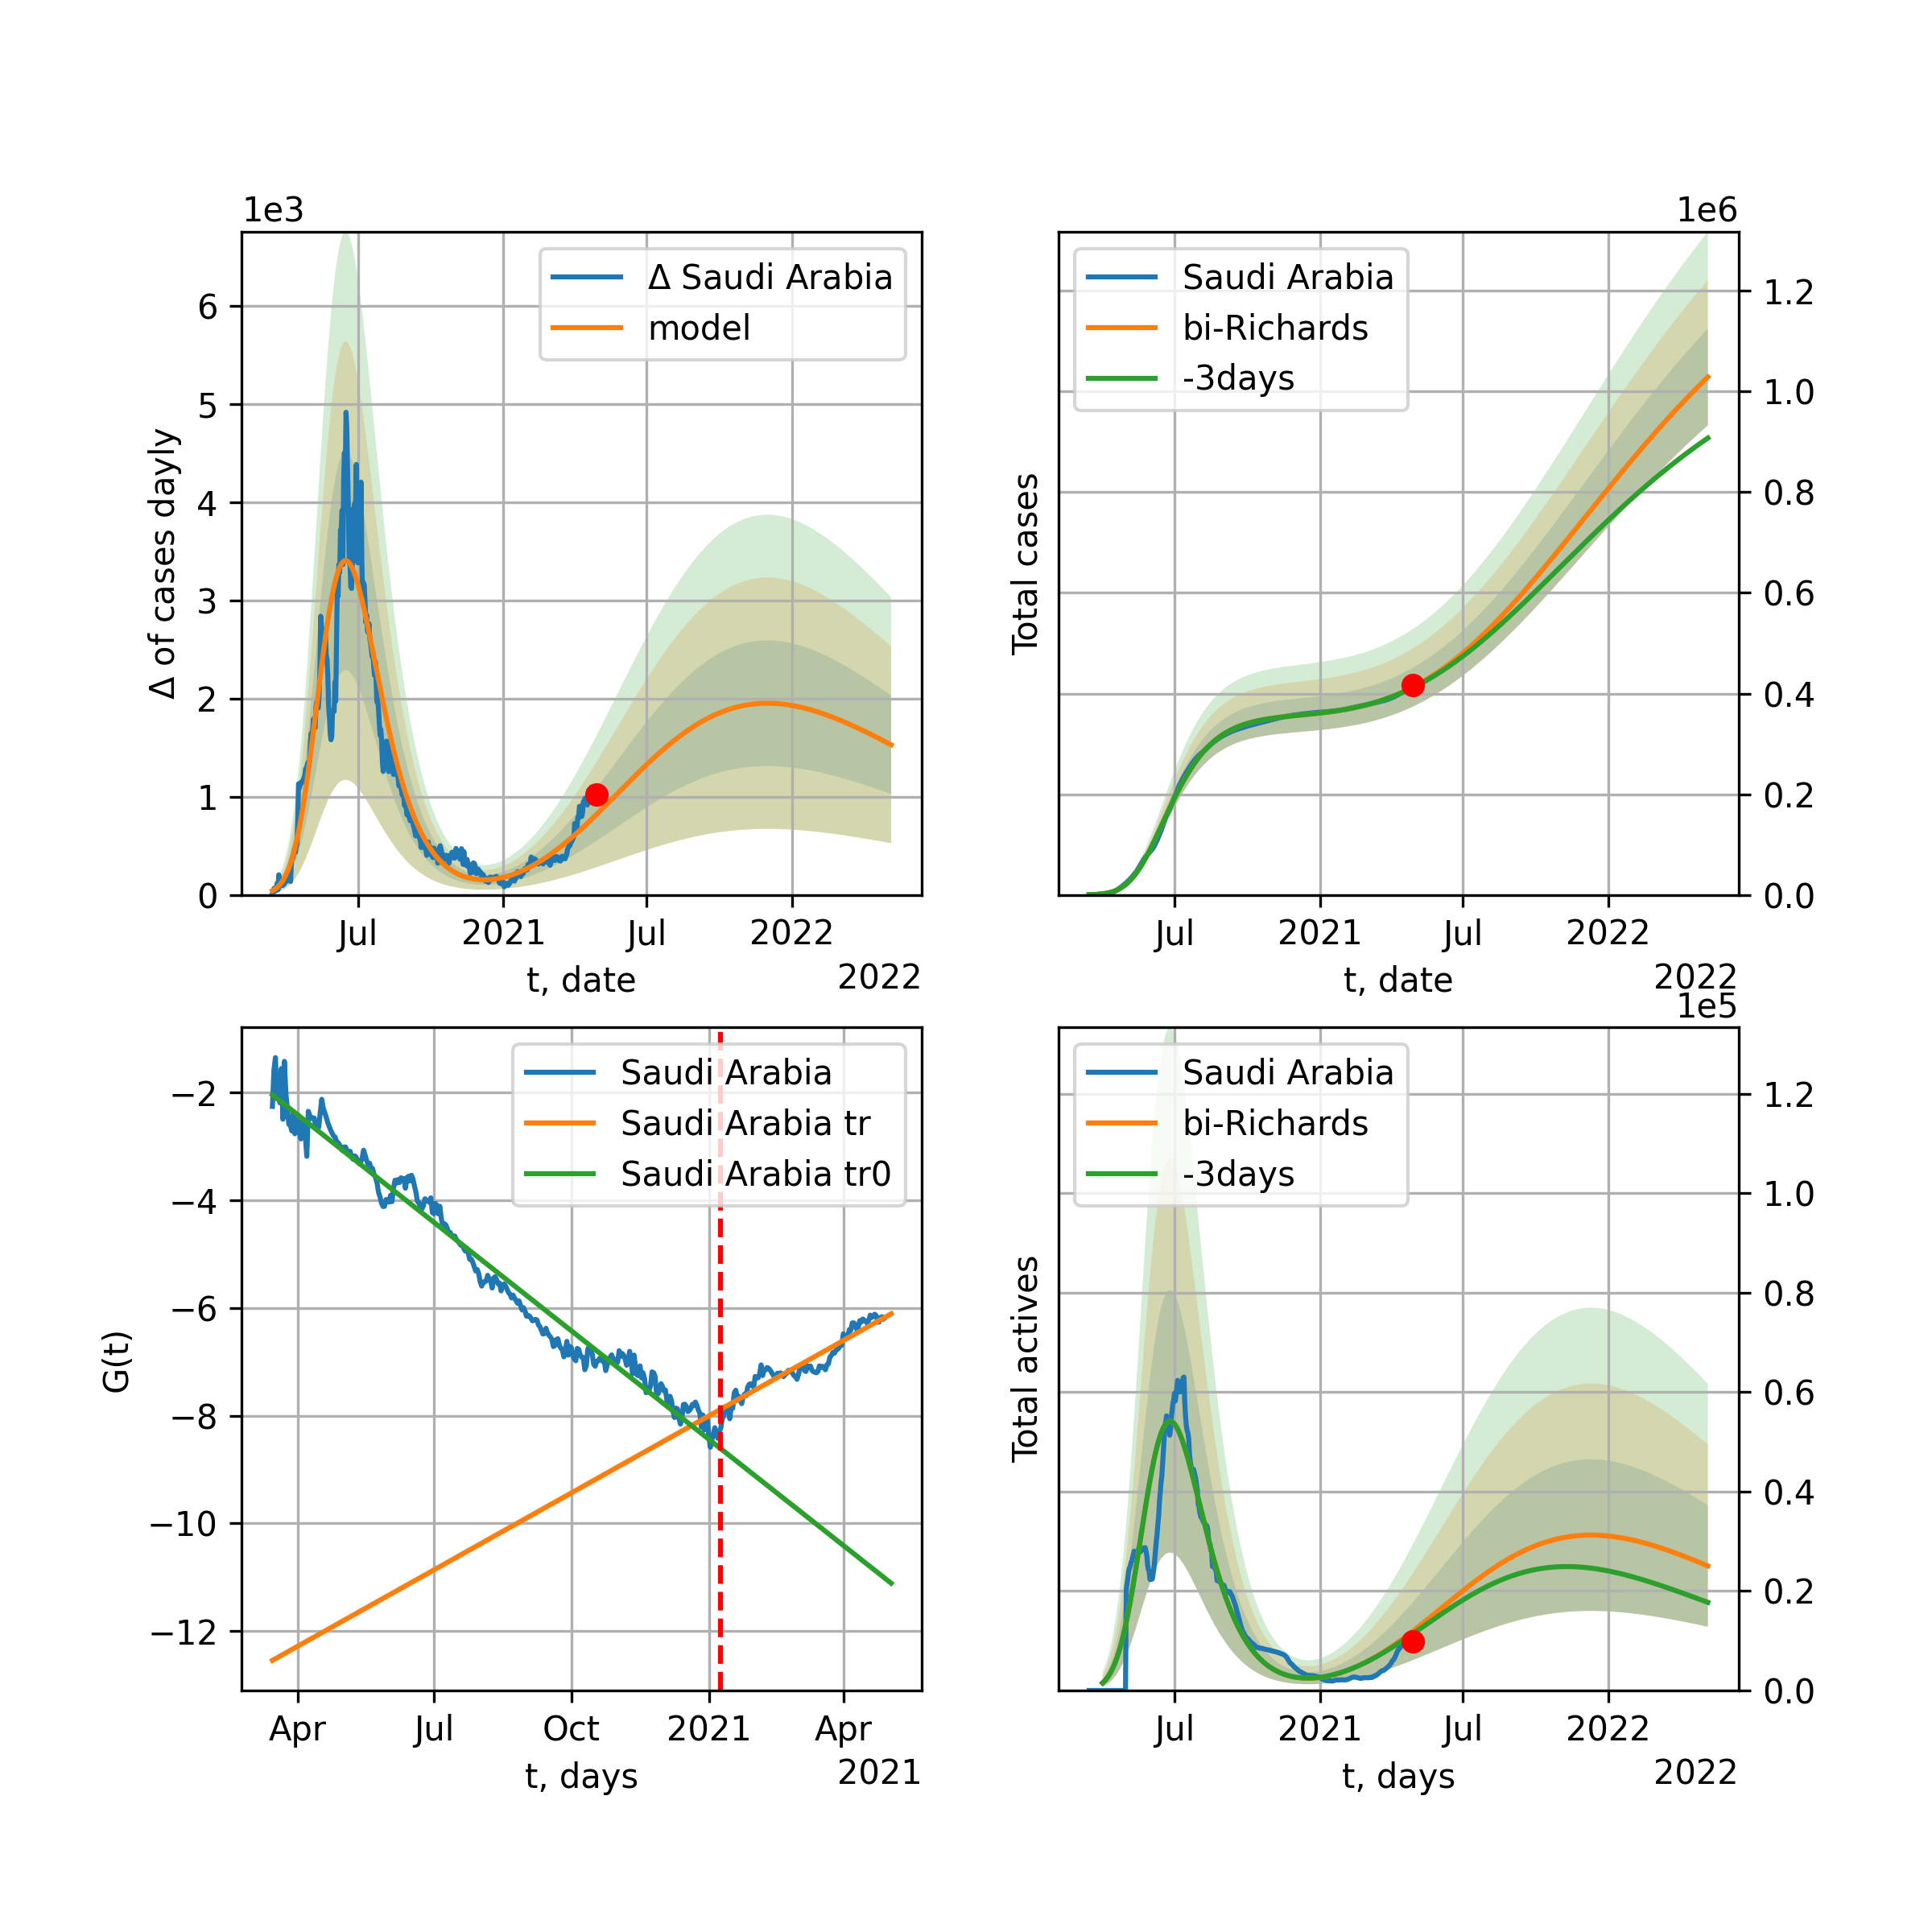 1e3
Δ of cases dayly
6
5
4
3
2
1
0
Δ Saudi Arabia
model
Jul
2021
Jul
2022
t, date
2022
1e6
Total cases
Saudi Arabia
bi-Richards
-3days
1.2
1.0
0.8
0.6
0.4
0.2
0.0
Jul
2021
Jul
2022
t, date
2022
G(t)
−2
−4
−6
−8
−10
−12
Saudi Arabia
Saudi Arabia tr
Saudi Arabia tr0
Apr
Jul
Oct
2021
Apr
t, days
2021
1e5
Total actives
Saudi Arabia
bi-Richards
-3days
1.2
1.0
0.8
0.6
0.4
0.2
0.0
Jul
2021
Jul
2022
t, days
2022